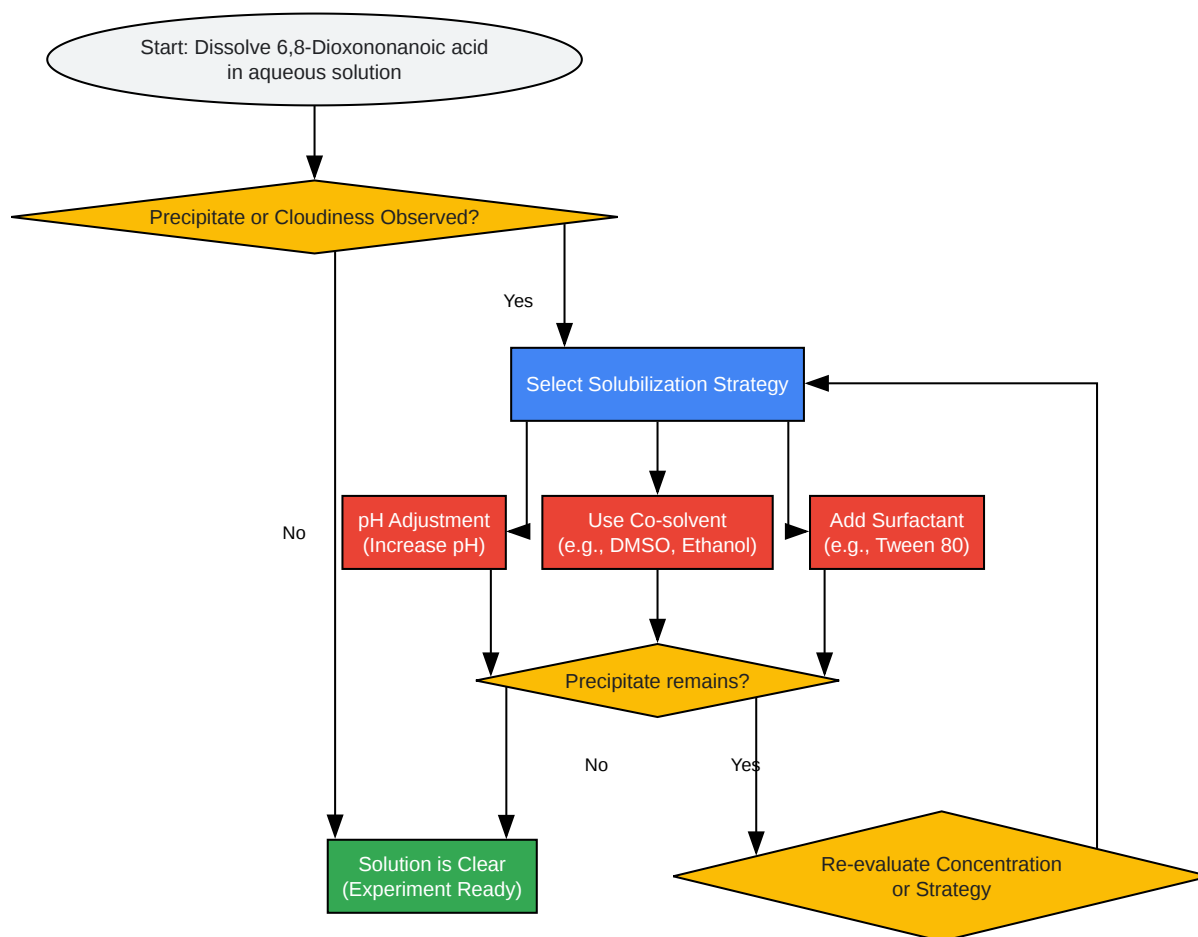 Start: Dissolve 6,8-Dioxononanoic acid
in aqueous solution
Precipitate or Cloudiness Observed?
Yes
Select Solubilization Strategy
No
pH Adjustment
(Increase pH)
Use Co-solvent
(e.g., DMSO, Ethanol)
Add Surfactant
(e.g., Tween 80)
Precipitate remains?
No
Yes
Solution is Clear
(Experiment Ready)
Re-evaluate Concentration
or Strategy